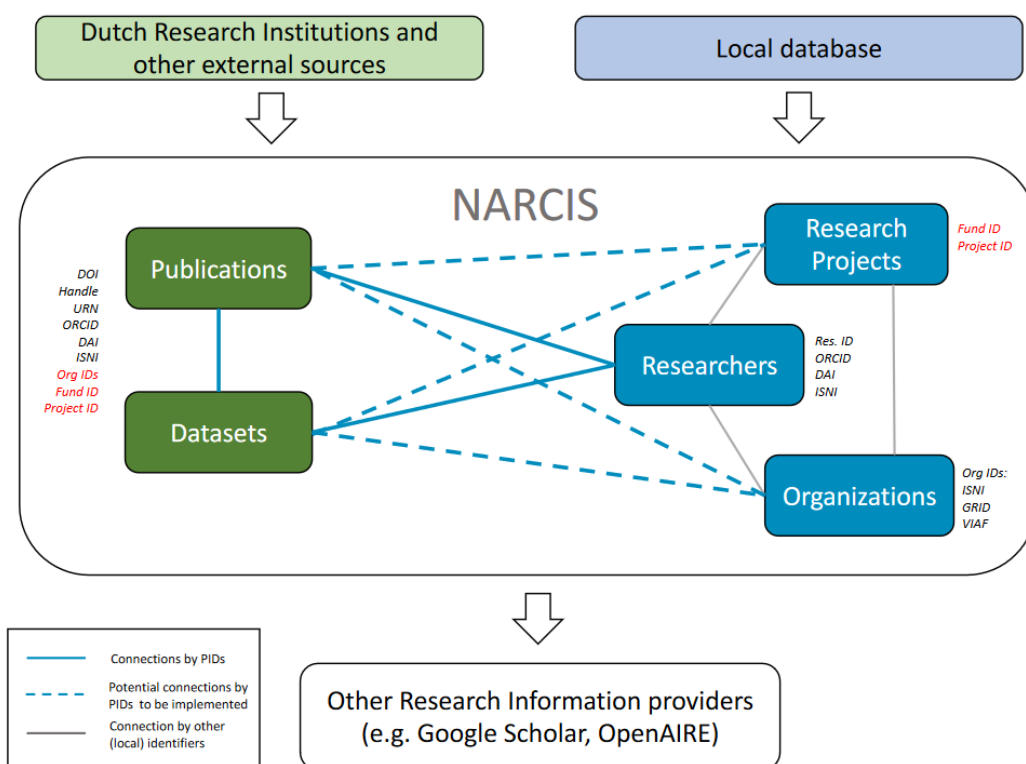 Dutch Research Institutions and
other external sources
Local database
NARCIS
Publications
DOI
Handle
URN
ORCID
DAI
ISNI
Org IDs
Fund ID
Project ID
Datasets
Research
Projects
Fund ID
Project ID
Researchers
Res. ID
ORCID
DAI
ISNI
Organizations
Org IDs:
ISNI
GRID
VIAF
Connections by PIDs
Potential connections by
PIDs to be implemented
Connection by other
(local) identifiers
Other Research Information providers
(e.g. Google Scholar, OpenAIRE)